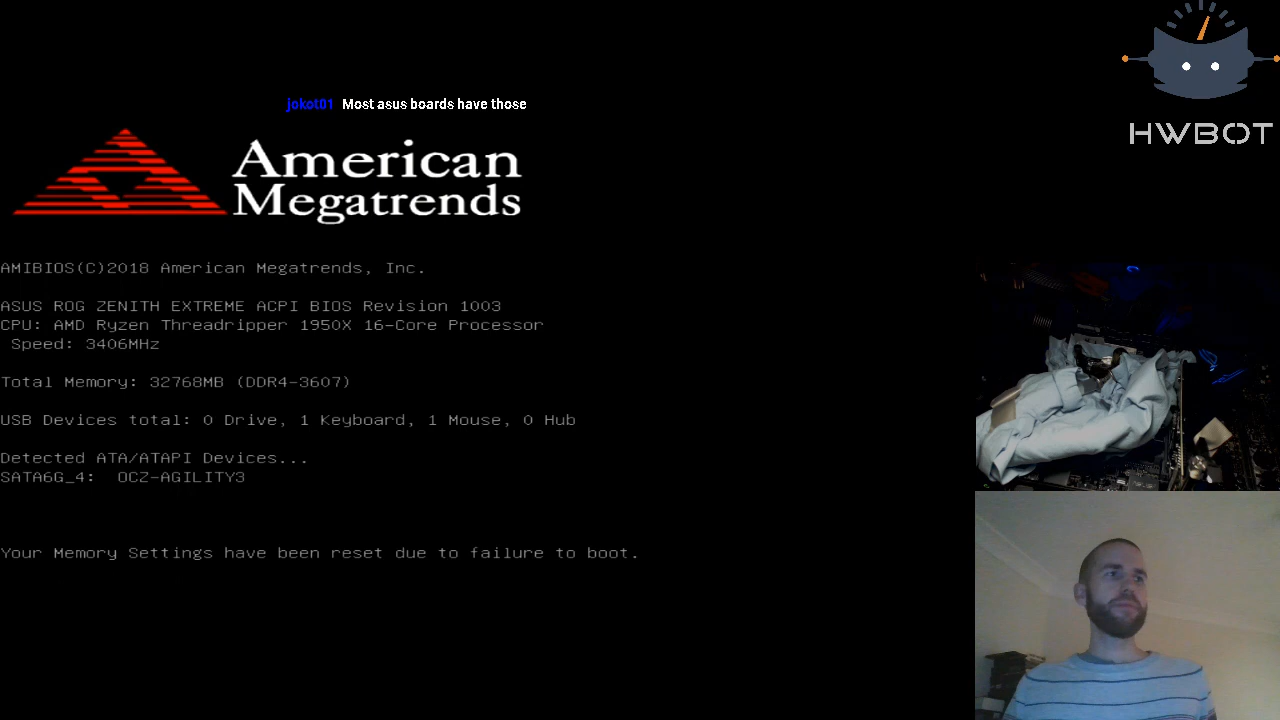 HWBOT
jokot01 Most asus boards have those
American
Megatrends
AMIBIOS(C)2018 American Megatrends, Inc.
ASUS ROG ZENITH EXTREME ACPI BIOS Revision 1003
CPU: AMD Ryzen Threadripper 1950X 16-Core Processor
Speed: 3406MHz
Total Memory: 32768MB (DDR4-3607)
USB Devices total: 0 Drive, 1 Keyboard, 1 Mouse, 0 Hub
Detected ATA/ATAPI Devices...
SATA6G_4: OCZ-AGILITY3
Your Memory Settings have been reset due to failure to boot.